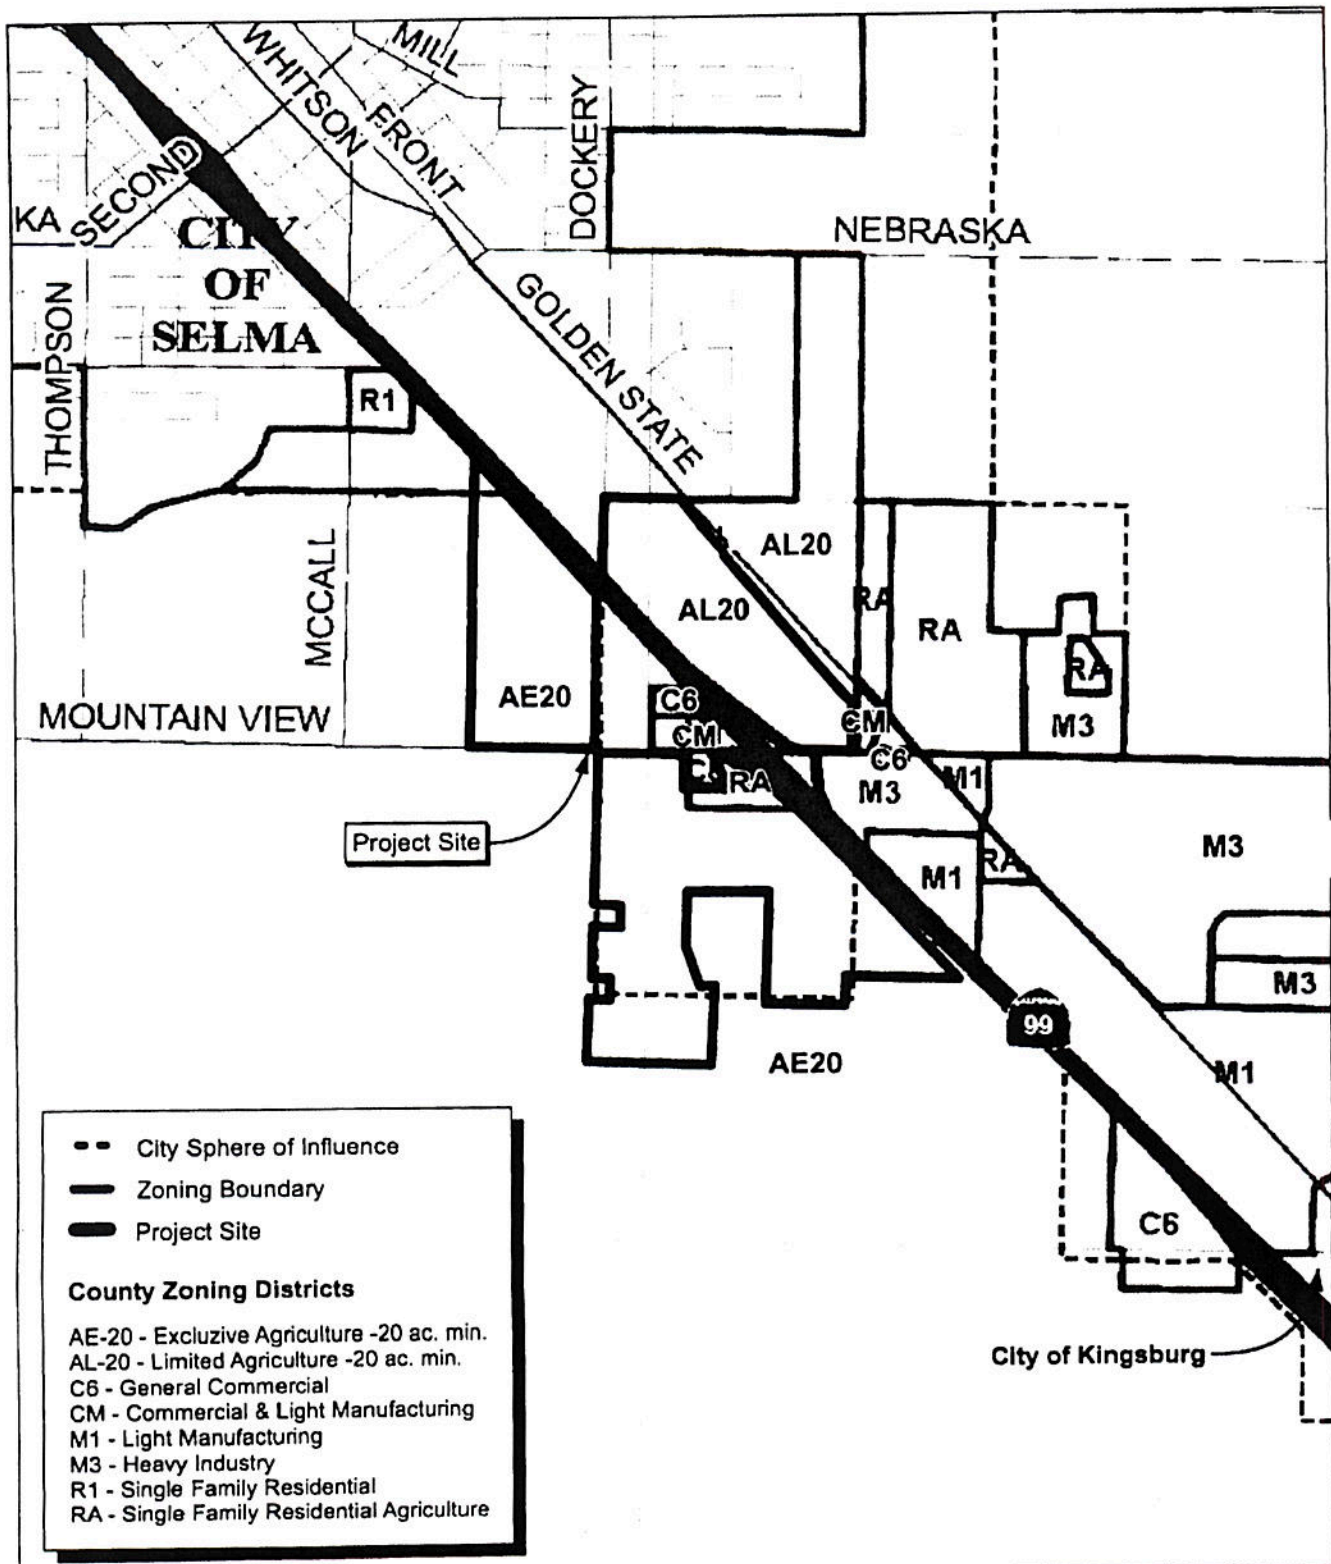 MILL
WHITSON
FRONT
DOCKERY
SECOND
KA
NEBRASKA
CITY
OF
SELMA
THOMPSON
GOLDEN STATE
R1
MCCALL
AL20
AL20
RA
RA
RA
AE20
C6
CM
CM
M3
MOUNTAIN VIEW
C6
RA
M3
M1
Project Site
RA
M3
M1
M3
99
AE20
M1
C6
City of Kingsburg
City Sphere of Influence
Zoning Boundary
Project Site
County Zoning Districts
AE-20 - Excluzive Agriculture -20 ac. min.
AL-20 - Limited Agriculture -20 ac. min.
C6 - General Commercial
CM - Commercial & Light Manufacturing
M1 - Light Manufacturing
M3 - Heavy Industry
R1 - Single Family Residential
RA - Single Family Residential Agriculture